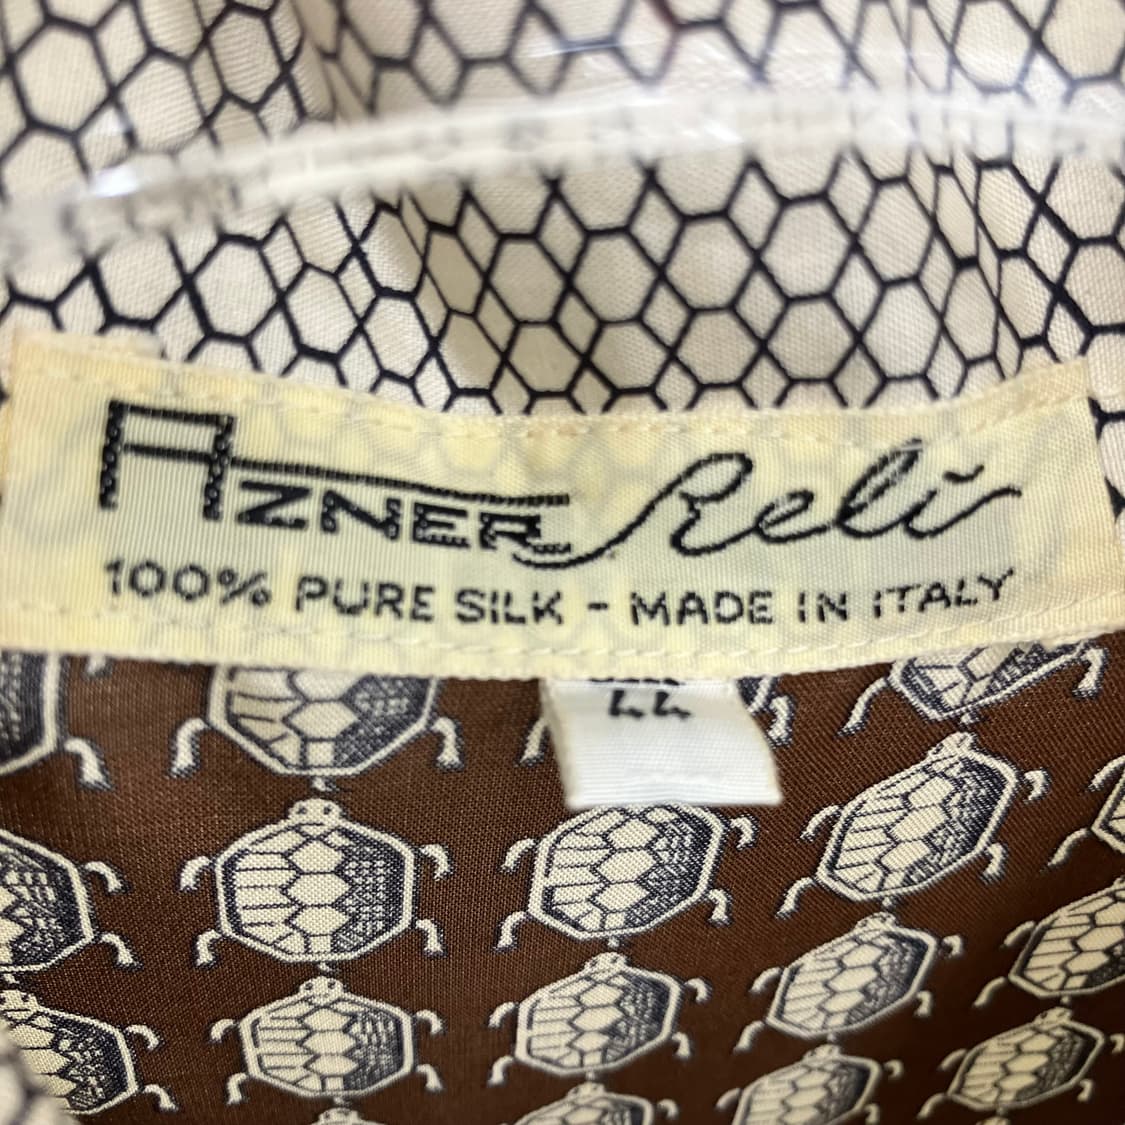 AZNER Reli
100% PURE SILK - MADE IN ITALY
44